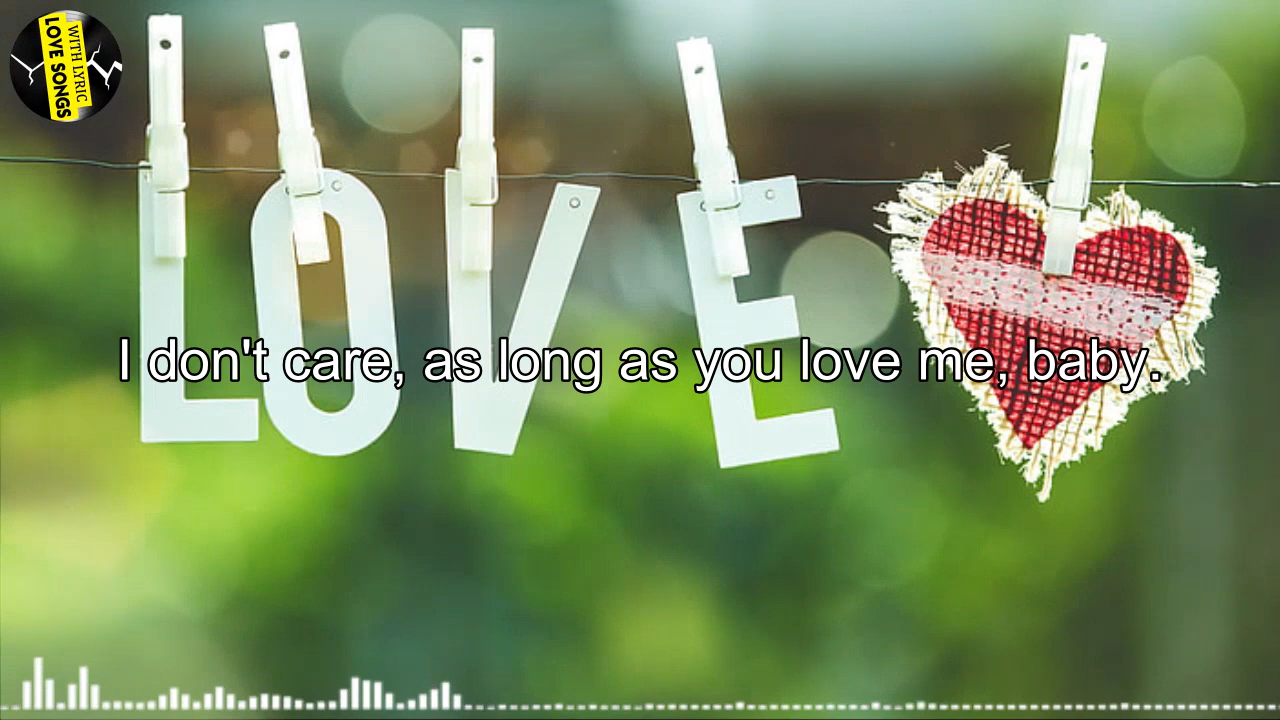 LOVE SONGS
WITH LYRIC
LOVE
I don't care, as long as you love me, baby.